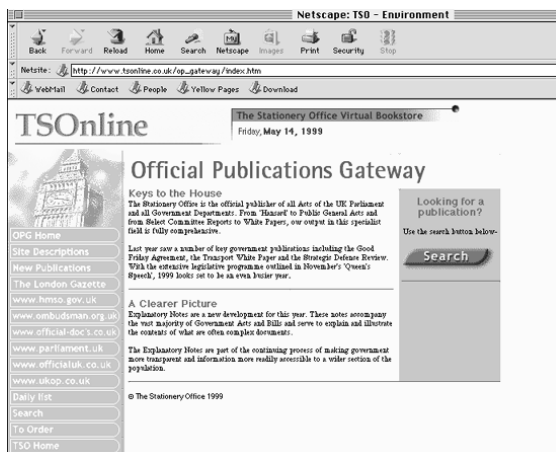 Netscape: TSO - Environment
Back Forward Reload Home Search Netscape Images Print Security Stop
Netsite: http://www.tsonline.co.uk/op_gateway/index.htm
WebMail Contact People Yellow Pages Download
TSOnline
The Stationery Office Virtual Bookstore
Friday, May 14, 1999
Official Publications Gateway
OPG Home
Site Descriptions
New Publications
The London Gazette
www.hmso.gov.uk
www.ombudsman.org.uk
www.official-doc's.co.uk
www.parliament.uk
www.officialuk.co.uk
www.ukop.co.uk
Daily list
Search
To Order
TSO Home
Keys to the House
The Stationery Office is the official publisher of all Acts of the UK Parliament
and all Government Departments. From 'Hansard' to Public General Acts and
from Select Committee Reports to White Papers, our output in this specialist
field is fully comprehensive.
Last year saw a number of key government publications including the Good
Friday Agreement, the Transport White Paper and the Strategic Defense Review.
With the extensive legislative programme outlined in November's 'Queen's
Speech', 1999 looks set to be an even busier year.
A Clearer Picture
Explanatory Notes are a new development for this year. These notes accompany
the vast majority of Government Acts and Bills and serve to explain and illustrate
the contents of what are often complex documents.
The Explanatory Notes are part of the continuing process of making government
more transparent and information more readily accessible to a wider section of the
population.
© The Stationery Office 1999
Looking for a
publication?
Use the search button below-
Search